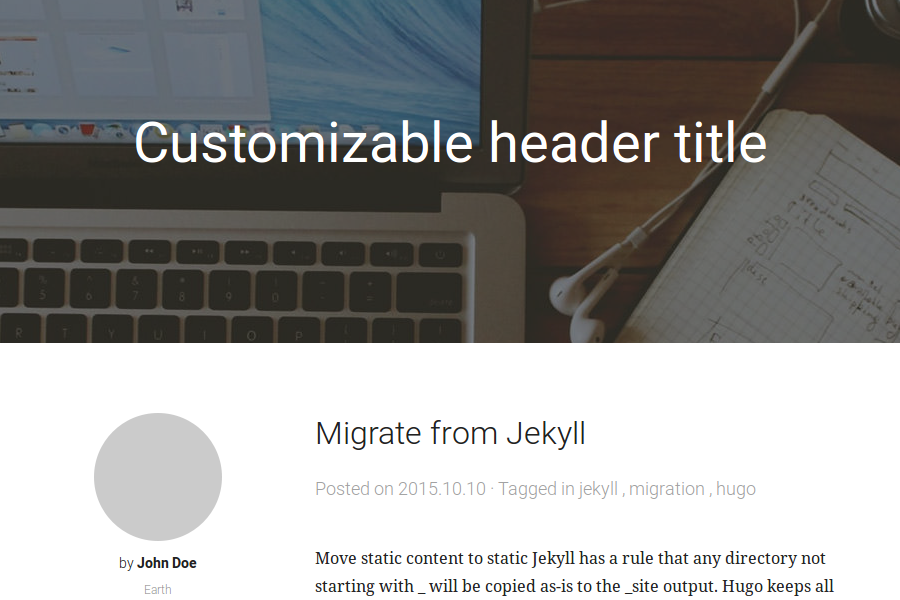 Customizable header title
Migrate from Jekyll
Posted on 2015.10.10 · Tagged in jekyll , migration , hugo
by John Doe
Earth
Move static content to static Jekyll has a rule that any directory not
starting with _ will be copied as-is to the _site output. Hugo keeps all